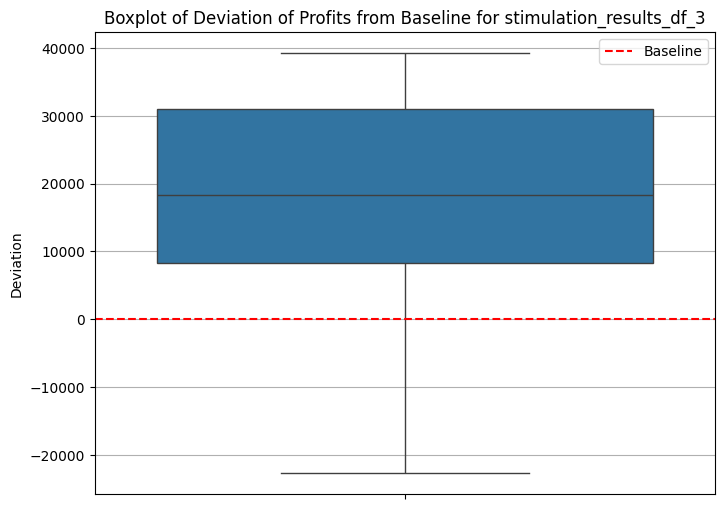 Boxplot of Deviation of Profits from Baseline for stimulation_results_df_3
Baseline
40000
30000
20000
10000
0
−10000
−20000
Deviation